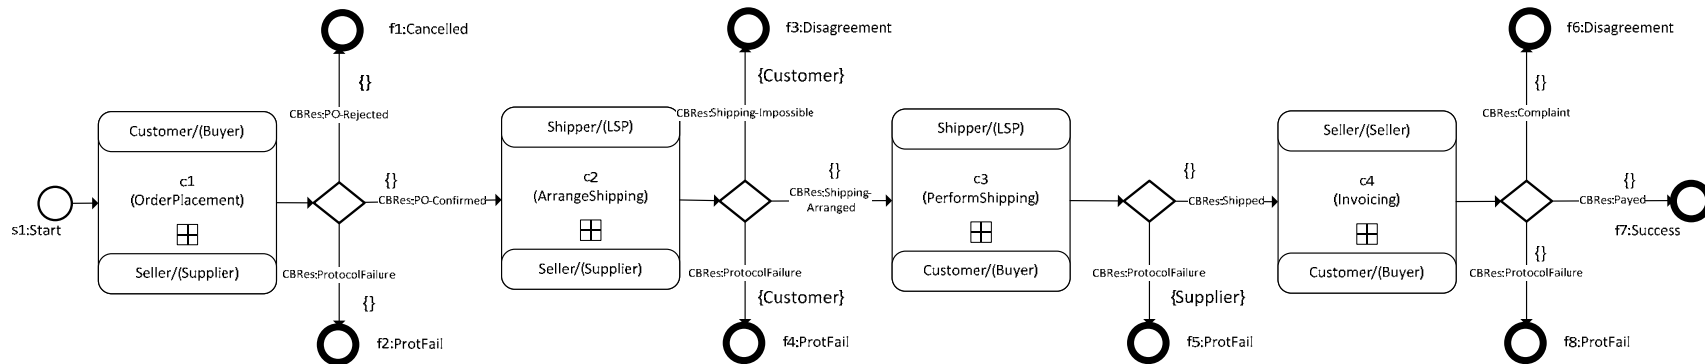 f1:Cancelled
{}
CBRes:PO-Rejected
Customer/(Buyer)
c1
(OrderPlacement)
Seller/(Supplier)
s1:Start
{}
CBRes:PO-Confirmed
CBRes:ProtocolFailure
{}
f2:ProtFail
f3:Disagreement
{Customer}
CBRes:Shipping-Impossible
Shipper/(LSP)
c2
(ArrangeShipping)
Seller/(Supplier)
{}
CBRes:Shipping-
Arranged
CBRes:ProtocolFailure
{Customer}
f4:ProtFail
Shipper/(LSP)
c3
(PerformShipping)
Customer/(Buyer)
{}
CBRes:Shipped
CBRes:ProtocolFailure
{Supplier}
f5:ProtFail
f6:Disagreement
{}
CBRes:Complaint
Seller/(Seller)
c4
(Invoicing)
Customer/(Buyer)
{}
CBRes:Payed
f7:Success
{}
CBRes:ProtocolFailure
f8:ProtFail